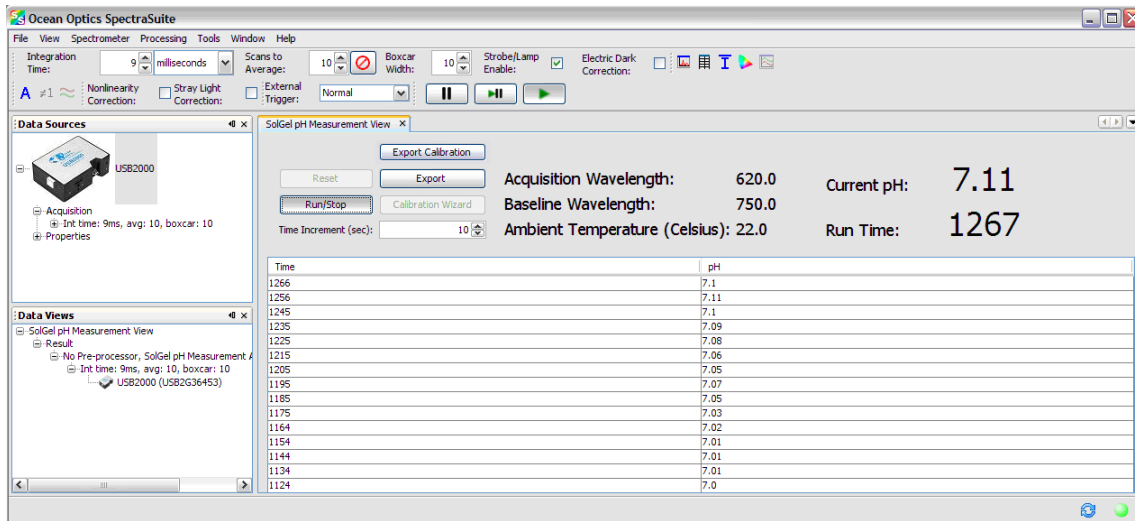 Ocean Optics SpectraSuite
File View Spectrometer Processing Tools Window Help
Integration Time: 9 milliseconds Scans to Average: 10 Boxcar Width: 10 Strobe/Lamp Enable: Electric Dark Correction:
A ≠1 Nonlinearity Correction: Stray Light Correction: External Trigger: Normal
Data Sources
USB2000
Acquisition
Int time: 9ms, avg: 10, boxcar: 10
Properties
Data Views
SolGel pH Measurement View
Result
No Pre-processor, SolGel pH Measurement A
Int time: 9ms, avg: 10, boxcar: 10
USB2000 (USB2G36453)
SolGel pH Measurement View
Export Calibration
Reset Export
Run/Stop Calibration Wizard
Time Increment (sec): 10
Acquisition Wavelength: 620.0
Baseline Wavelength: 750.0
Ambient Temperature (Celsius): 22.0
Current pH: 7.11
Run Time: 1267
Time pH
1266 7.1
1256 7.11
1245 7.1
1235 7.09
1225 7.08
1215 7.06
1205 7.05
1195 7.07
1185 7.05
1175 7.03
1164 7.02
1154 7.01
1144 7.01
1134 7.01
1124 7.0